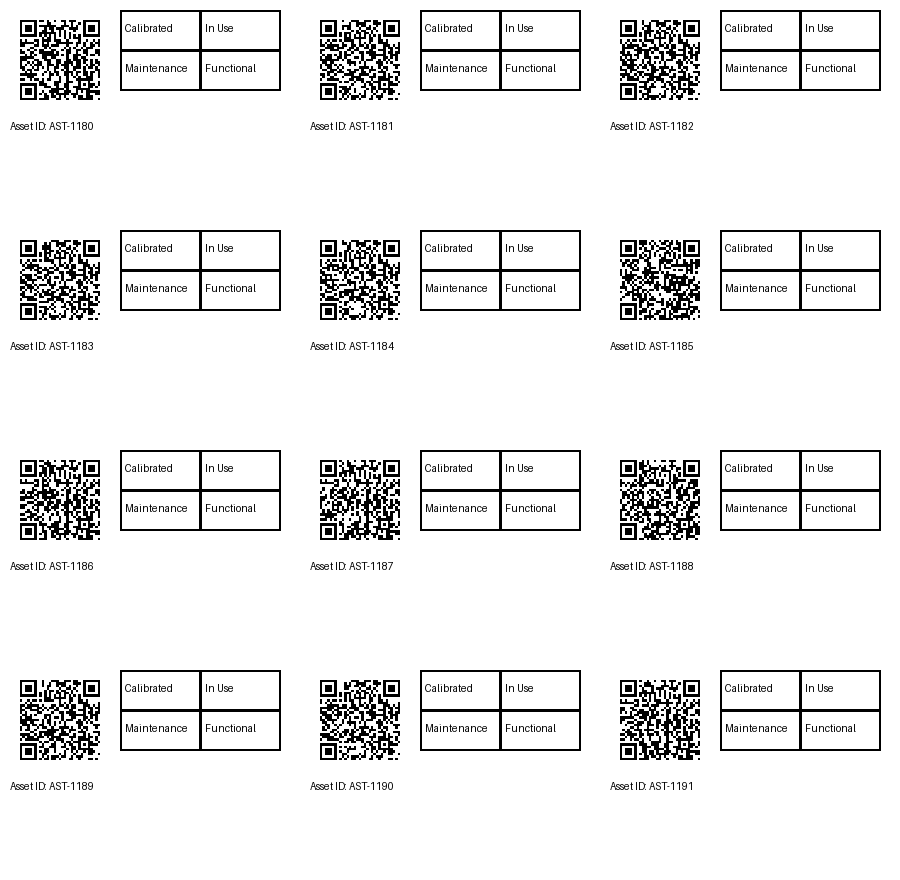 Calibrated In Use Calibrated In Use Calibrated In Use
Maintenance Functional Maintenance Functional Maintenance Functional
Asset ID: AST-1180 Asset ID: AST-1181 Asset ID: AST-1182
Calibrated In Use Calibrated In Use Calibrated In Use
Maintenance Functional Maintenance Functional Maintenance Functional
Asset ID: AST-1183 Asset ID: AST-1184 Asset ID: AST-1185
Calibrated In Use Calibrated In Use Calibrated In Use
Maintenance Functional Maintenance Functional Maintenance Functional
Asset ID: AST-1186 Asset ID: AST-1187 Asset ID: AST-1188
Calibrated In Use Calibrated In Use Calibrated In Use
Maintenance Functional Maintenance Functional Maintenance Functional
Asset ID: AST-1189 Asset ID: AST-1190 Asset ID: AST-1191